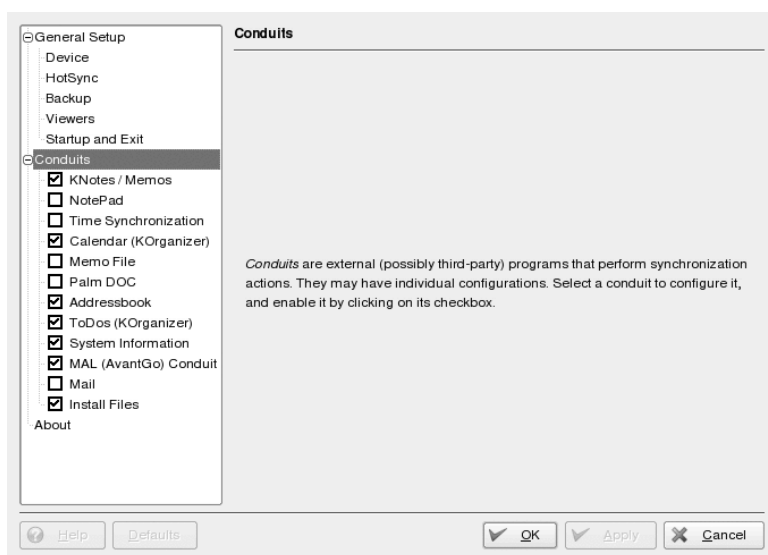 General Setup
Device
HotSync
Backup
Viewers
Startup and Exit
Conduits
KNotes / Memos
NotePad
Time Synchronization
Calendar (KOrganizer)
Memo File
Palm DOC
Addressbook
ToDos (KOrganizer)
System Information
MAL (AvantGo) Conduit
Mail
Install Files
About
Conduits
Conduits are external (possibly third-party) programs that perform synchronization
actions. They may have individual configurations. Select a conduit to configure it,
and enable it by clicking on its checkbox.
Help Defaults OK Apply Cancel